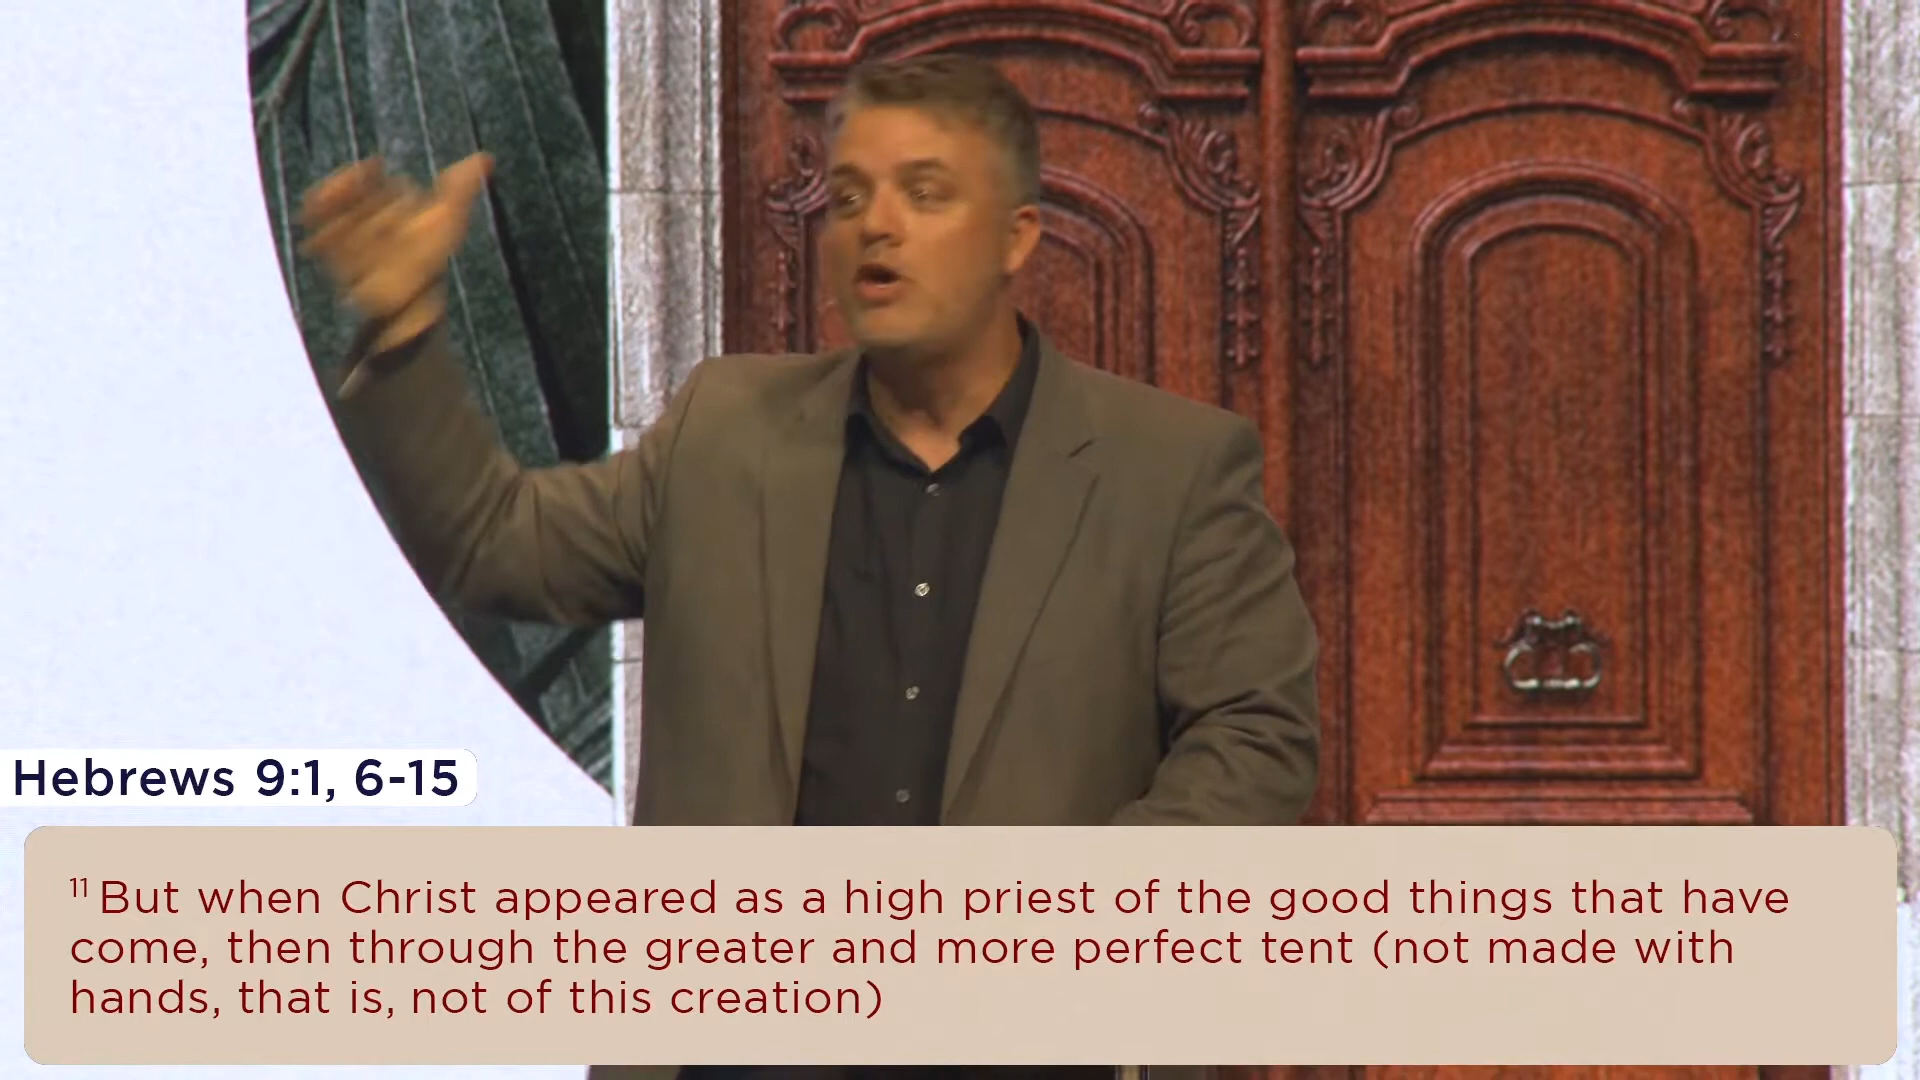 Hebrews 9:1, 6-15
11 But when Christ appeared as a high priest of the good things that have
come, then through the greater and more perfect tent (not made with
hands, that is, not of this creation)